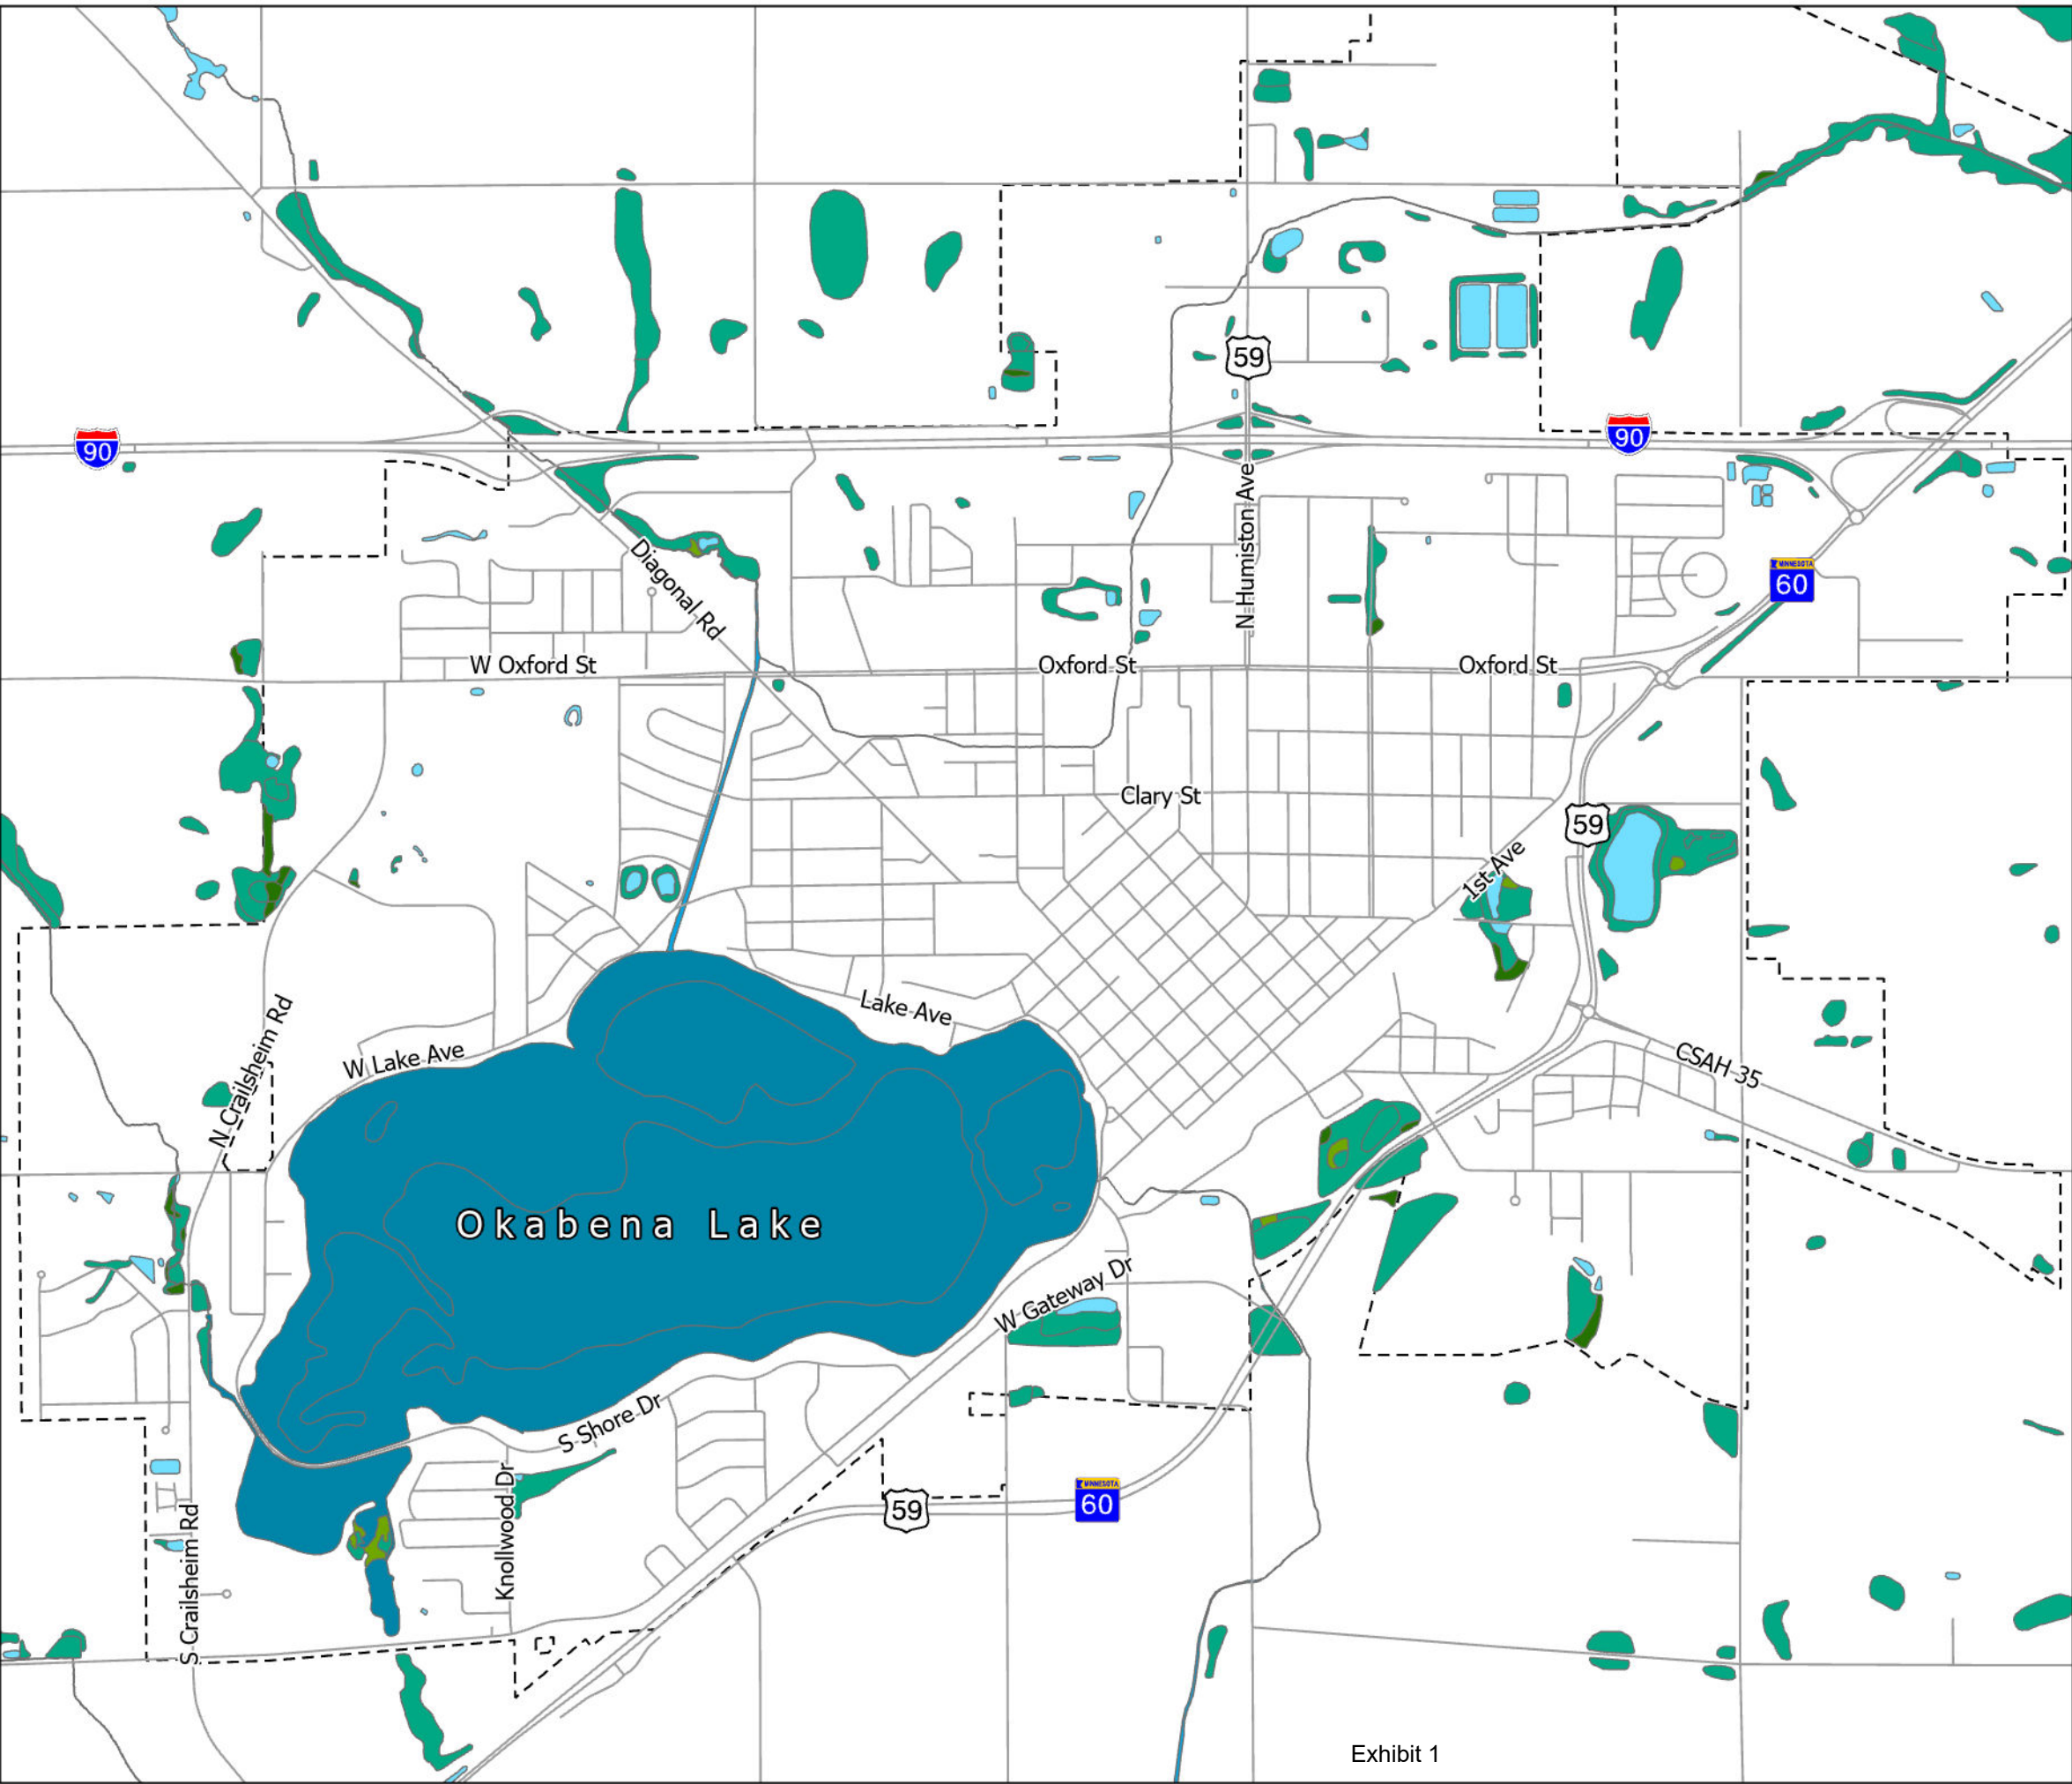 59
90
90
N Humiston Ave
Diagonal Rd
MINNESOTA
60
W Oxford St
Oxford St
Oxford St
Clary St
59
1st Ave
Lake Ave
N Crailsheim Rd
W Lake Ave
CSAH 35
Okabena Lake
W Gateway Dr
S Shore Dr
Knollwood Dr
59
MINNESOTA
60
S Crailsheim Rd
Exhibit 1